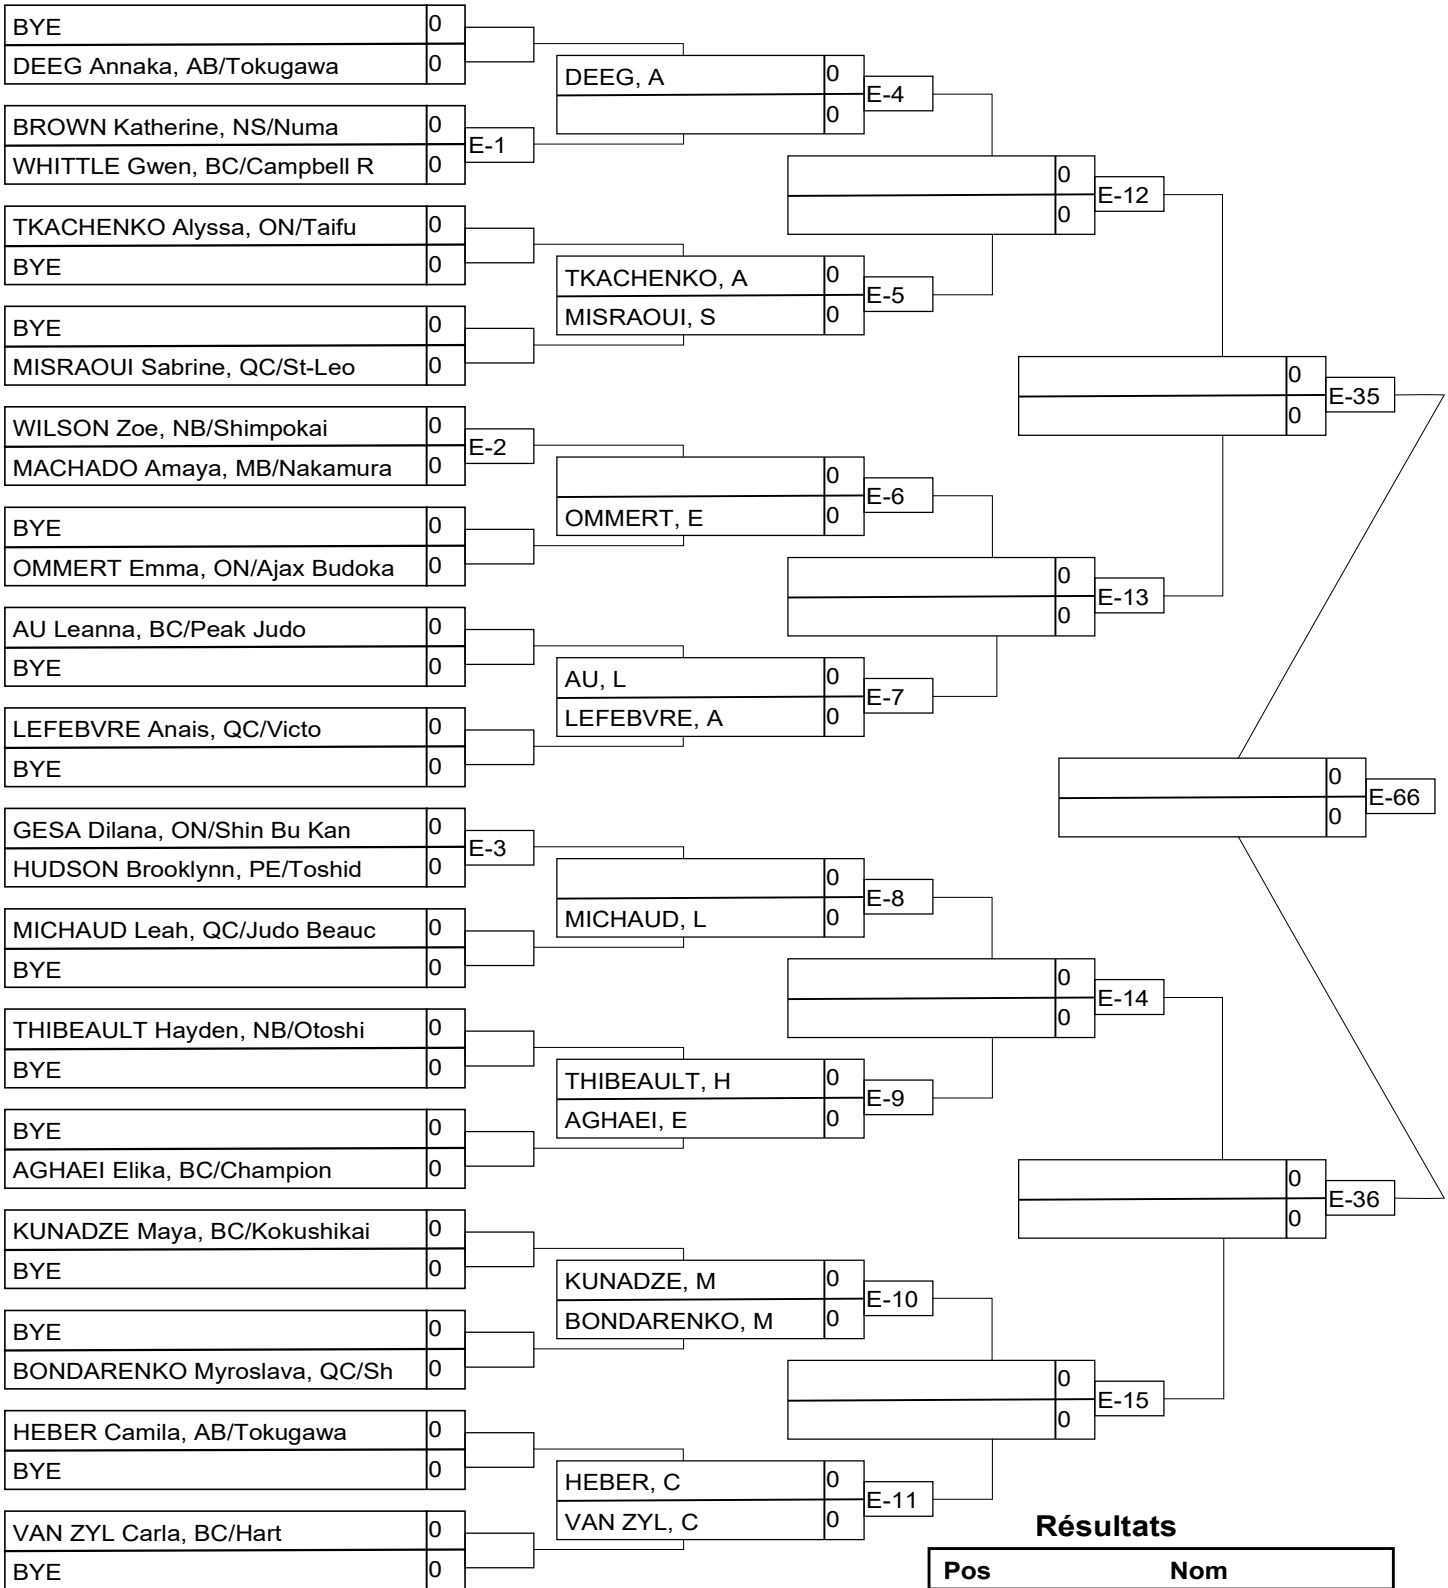 BYE 0
DEEG Annaka, AB/Tokugawa 0
BROWN Katherine, NS/Numa 0
WHITTLE Gwen, BC/Campbell R 0
E-1
TKACHENKO Alyssa, ON/Taifu 0
BYE 0
BYE 0
MISRAOUI Sabrine, QC/St-Leo 0
WILSON Zoe, NB/Shimpokai 0
MACHADO Amaya, MB/Nakamura 0
E-2
BYE 0
OMMERT Emma, ON/Ajax Budoka 0
AU Leanna, BC/Peak Judo 0
BYE 0
LEFEBVRE Anais, QC/Victo 0
BYE 0
GESA Dilana, ON/Shin Bu Kan 0
HUDSON Brooklynn, PE/Toshid 0
E-3
MICHAUD Leah, QC/Judo Beauc 0
BYE 0
THIBEAULT Hayden, NB/Otoshi 0
BYE 0
BYE 0
AGHAEI Elika, BC/Champion 0
KUNADZE Maya, BC/Kokushikai 0
BYE 0
BYE 0
BONDARENKO Myroslava, QC/Sh 0
HEBER Camila, AB/Tokugawa 0
BYE 0
VAN ZYL Carla, BC/Hart 0
BYE 0
DEEG, A 0
0
E-4
TKACHENKO, A 0
MISRAOUI, S 0
E-5
0
OMMERT, E 0
E-6
AU, L 0
LEFEBVRE, A 0
E-7
0
MICHAUD, L 0
E-8
THIBEAULT, H 0
AGHAEI, E 0
E-9
KUNADZE, M 0
BONDARENKO, M 0
E-10
HEBER, C 0
VAN ZYL, C 0
E-11
0
0
E-12
0
0
E-13
0
0
E-14
0
0
E-15
0
0
E-35
0
0
E-36
0
0
E-66
Résultats
Pos Nom